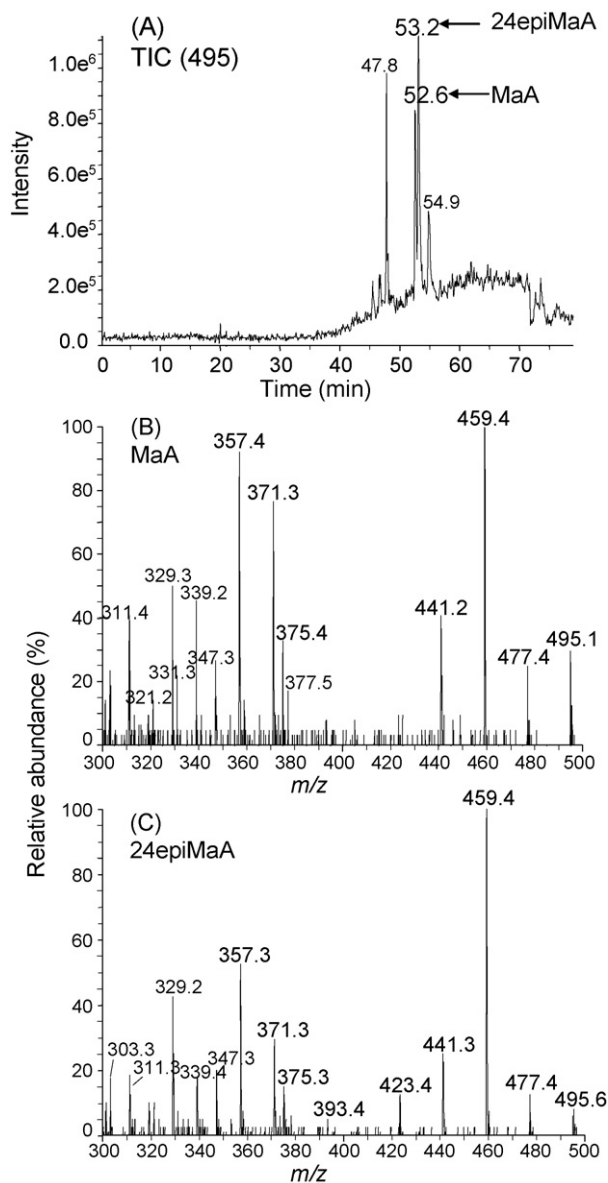 (A)
TIC (495)
53.2
24epiMaA
47.8
52.6
MaA
54.9
1.0e⁶
8.0e⁵
6.0e⁵
4.0e⁵
2.0e⁵
0.0
Intensity
0 10 20 30 40 50 60 70
Time (min)
(B)
MaA
459.4
357.4
371.3
329.3
339.2
311.4
441.2
375.4
495.1
347.3
331.3
477.4
321.2
377.5
100
80
60
40
20
0
300 320 340 360 380 400 420 440 460 480 500
m/z
Relative abundance (%)
(C)
24epiMaA
459.4
357.3
329.2
371.3
303.3
311.3
339.4
347.3
375.3
393.4
423.4
441.3
477.4
495.6
100
80
60
40
20
0
300 320 340 360 380 400 420 440 460 480 500
m/z